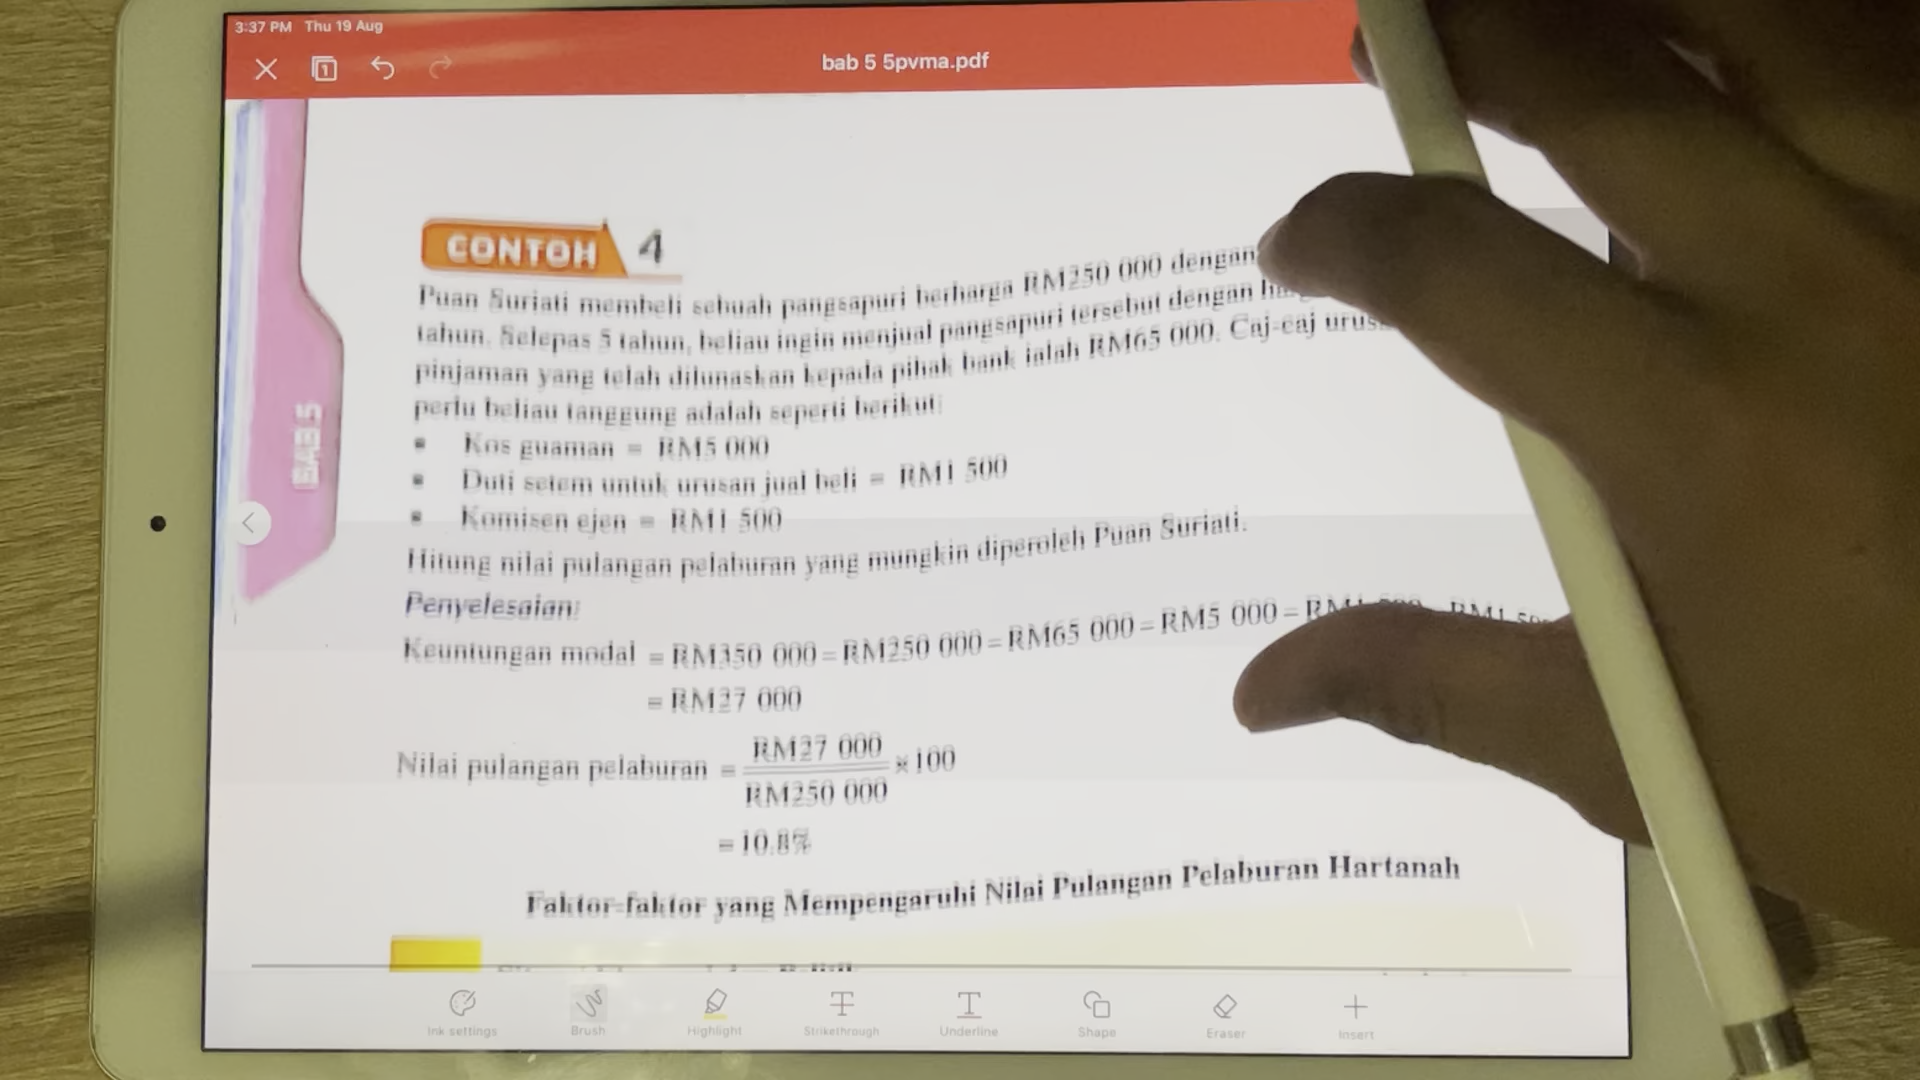 3:37 PM Thu 19 Aug
1
bab 5 5pvma.pdf
CONTOH 4
Puan Suriati membeli sebuah pangsapuri berharga RM250 000 dengan
tahun. Selepas 5 tahun, beliau ingin menjual pangsapuri tersebut dengan
pinjaman yang telah dilunaskan kepada pihak bank ialah RM65 000. Caj-caj
perlu beliau tanggung adalah seperti berikut:
• Kos guaman = RM5 000
• Duti setem untuk urusan jual beli = RM1 500
• Komisen ejen = RM1 500
Hitung nilai pulangan pelaburan yang mungkin diperoleh Puan Suriati.
Penyelesaian:
Keuntungan modal = RM350 000 – RM250 000 – RM65 000 – RM5 000 – RM1 500 – RM1 500
= RM27 000
Nilai pulangan pelaburan = RM27 000 / RM250 000 × 100
= 10.8%
Faktor-faktor yang Mempengaruhi Nilai Pulangan Pelaburan Hartanah
BAB 5
Ink settings
Brush
Highlight
Strikethrough
Underline
Shape
Eraser
Insert